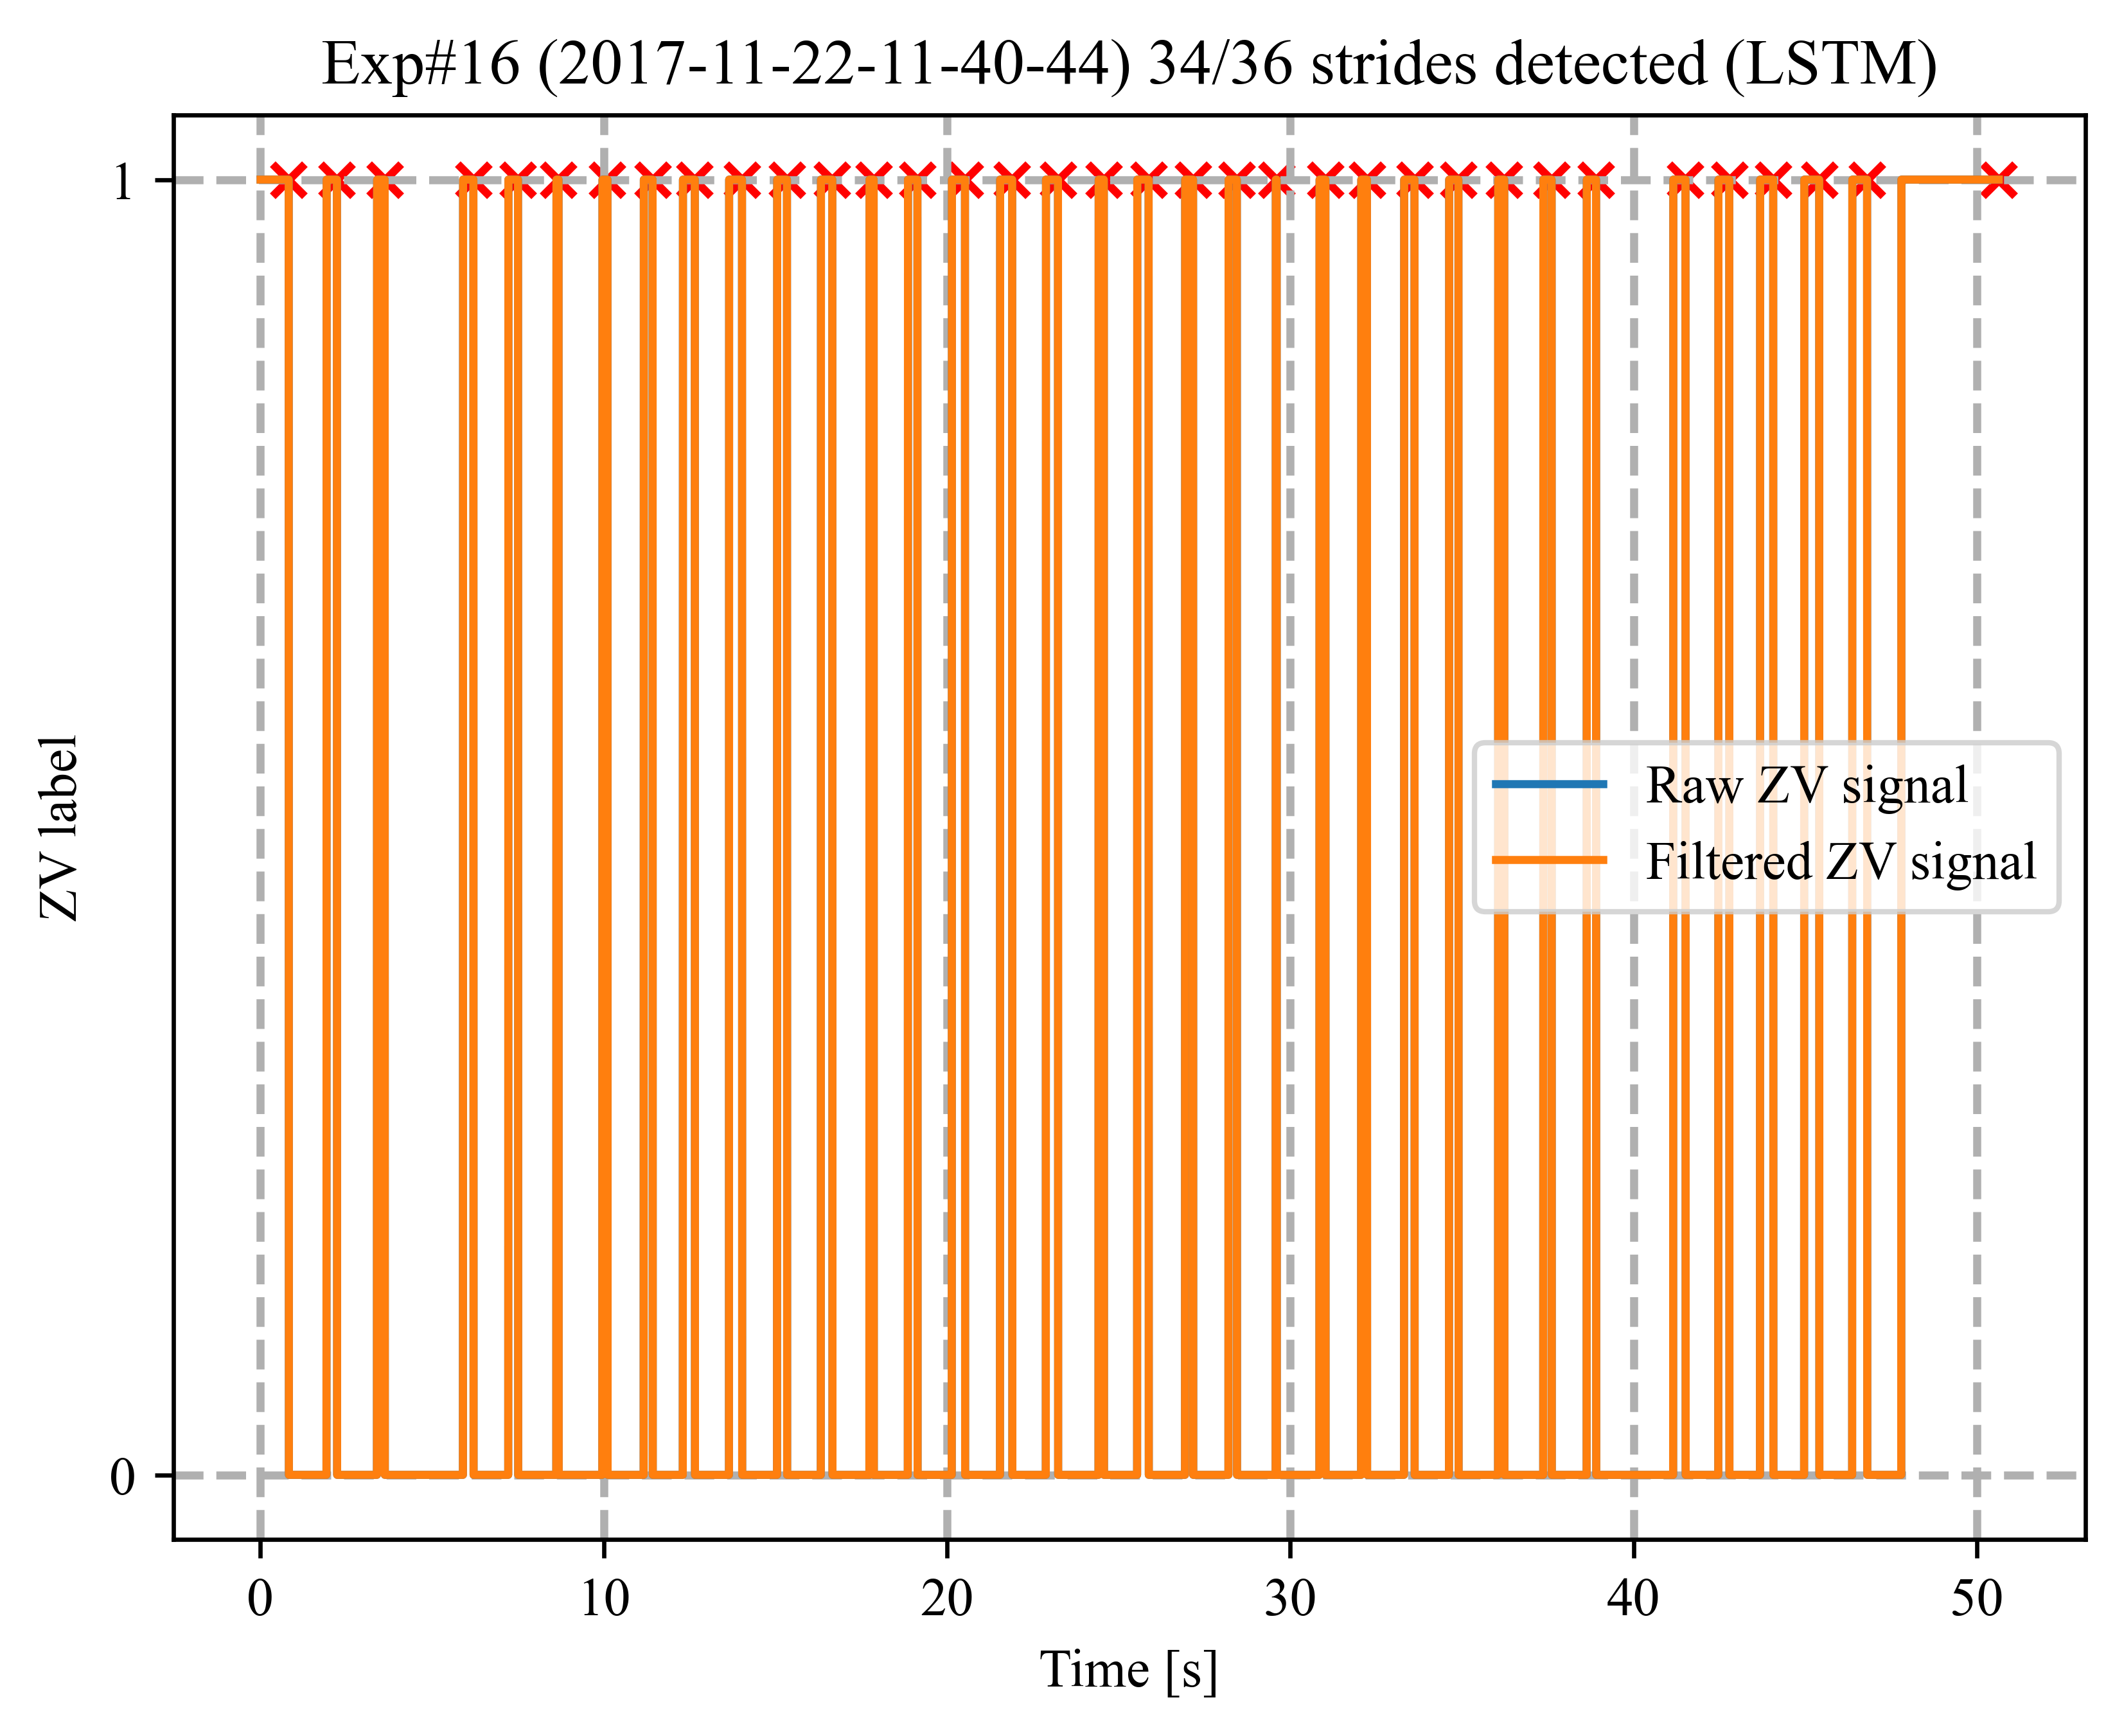 Exp#16 (2017-11-22-11-40-44) 34/36 strides detected (LSTM)
1
ZV label
Raw ZV signal
Filtered ZV signal
0
0 10 20 30 40 50
Time [s]